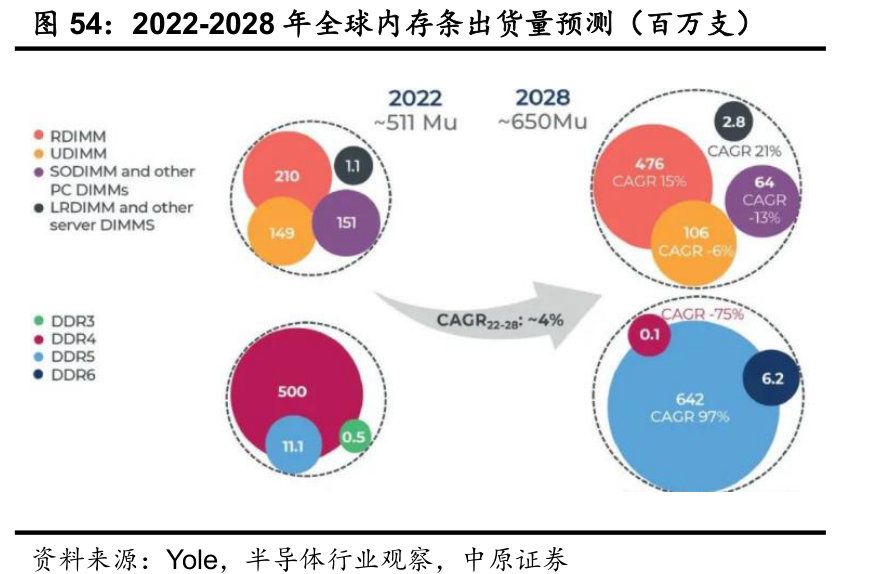 图 54：2022-2028 年全球内存条出货量预测（百万支）
2022
~511 Mu
2028
~650Mu
RDIMM
UDIMM
SODIMM and other
PC DIMMs
LRDIMM and other
server DIMMS
210
1.1
149
151
476
CAGR 15%
2.8
CAGR 21%
64
CAGR
-13%
106
CAGR -6%
CAGR22-28: ~4%
DDR3
DDR4
DDR5
DDR6
500
11.1
0.5
CAGR -75%
0.1
642
CAGR 97%
6.2
资料来源：Yole，半导体行业观察，中原证券